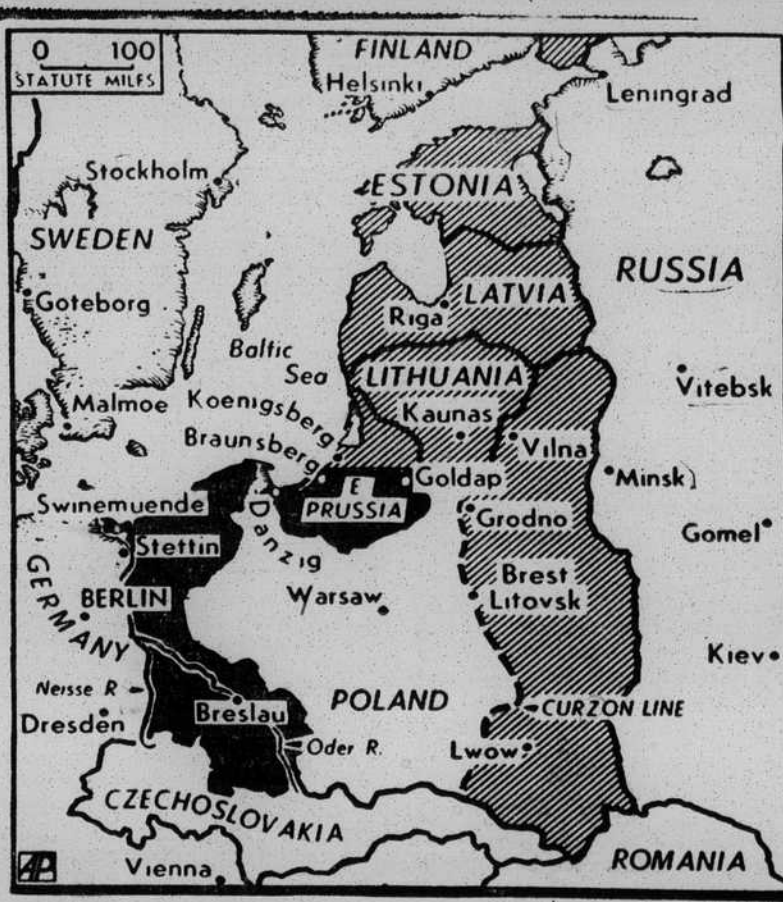 0 100
STATUTE MILES
FINLAND
Helsinki
Leningrad
Stockholm
ESTONIA
SWEDEN
RUSSIA
Goteborg
LATVIA
Riga
Baltic
Sea
LITHUANIA
Vitebsk
Malmoe
Koenigsberg
Kaunas
Braunsberg
Vilna
Goldap
Minsk
E
PRUSSIA
Swinemuende
Danzig
Grodno
Stettin
Gomel
GERMANY
BERLIN
Warsaw
Brest
Litovsk
Kiev
Neisse R
POLAND
Breslau
CURZON LINE
Dresden
Oder R.
Lwow
CZECHOSLOVAKIA
AP
Vienna
ROMANIA